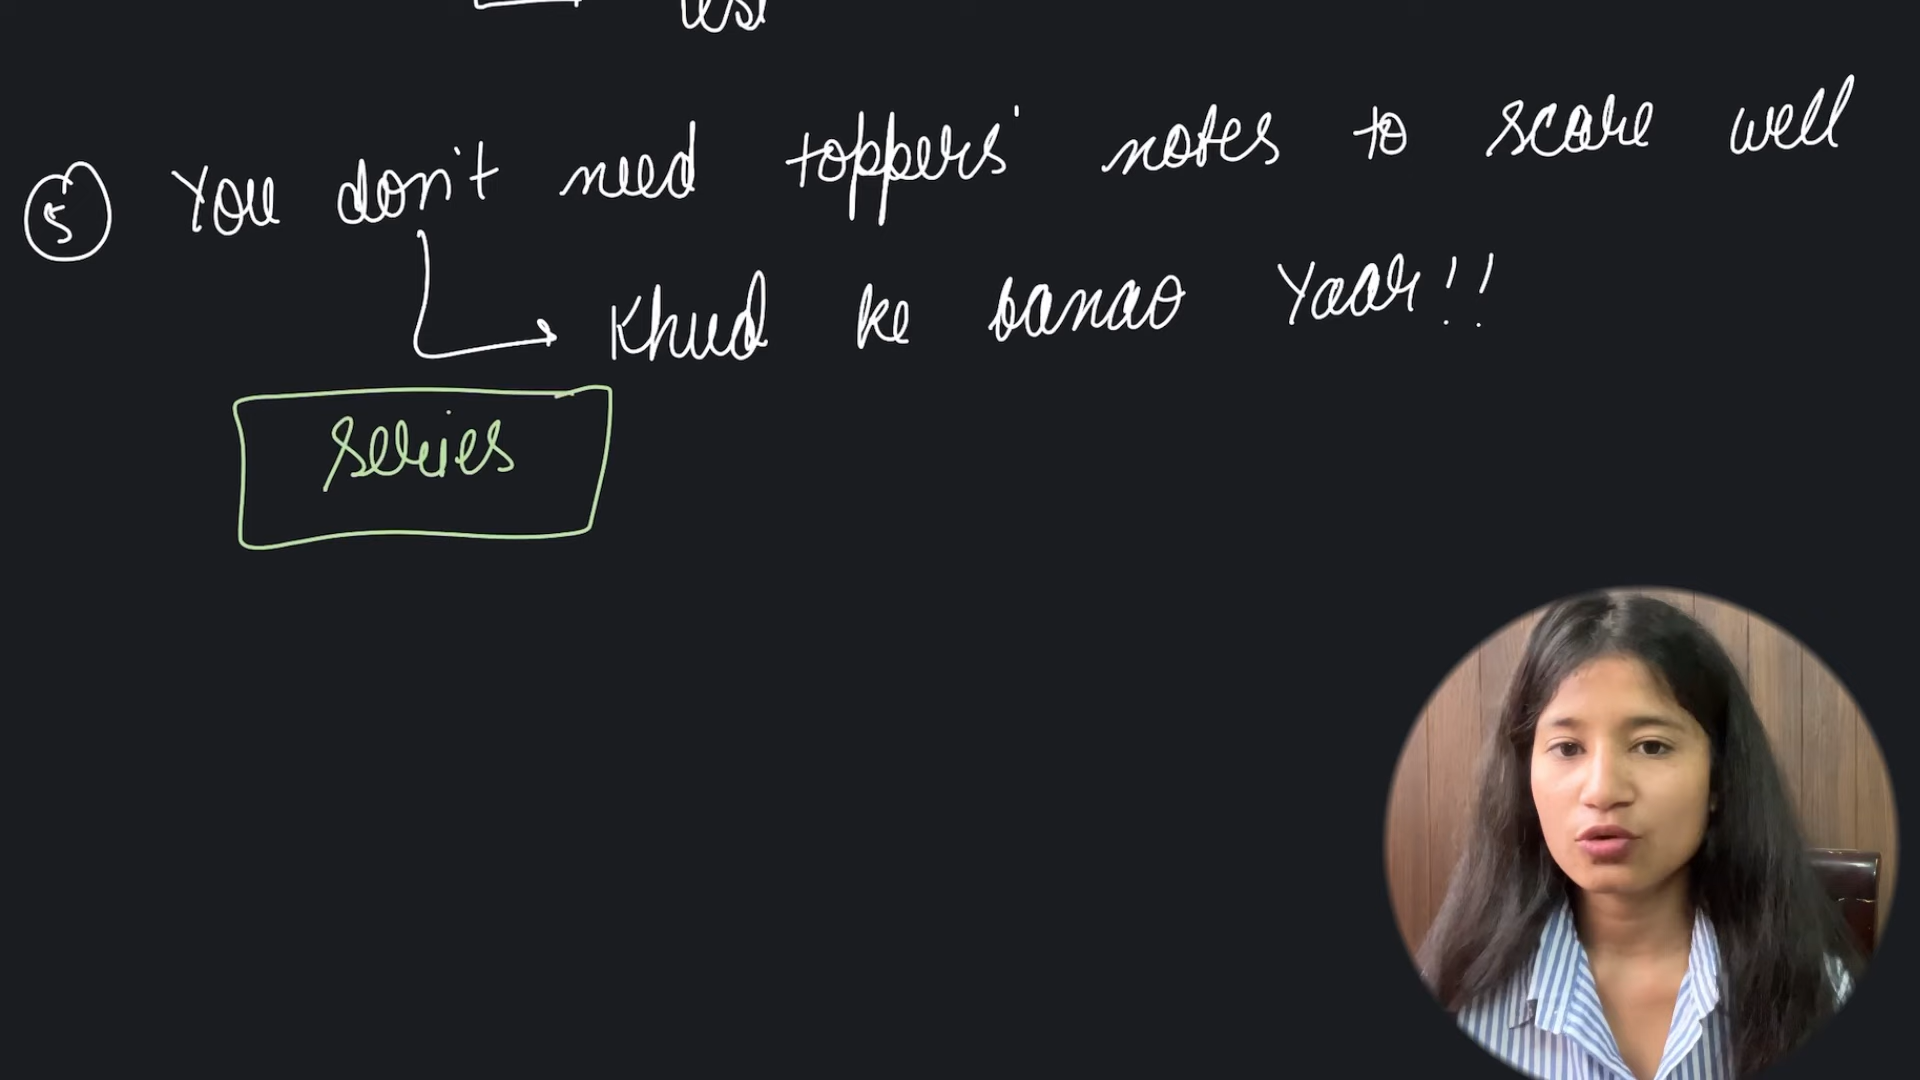 ⑤ You don't need toppers' notes to score well
Khud ke banao Yaar!!
series